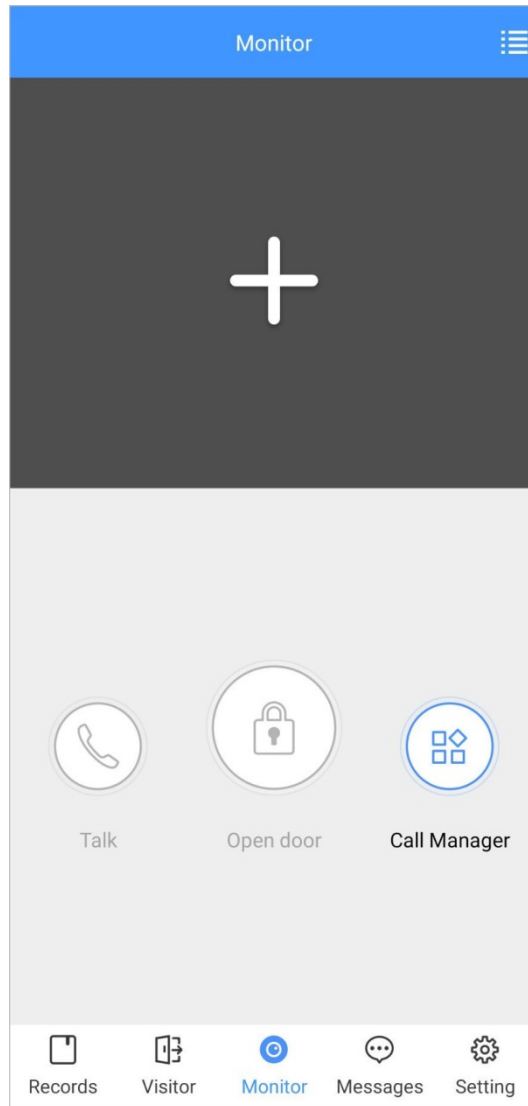 Monitor
Talk
Open door
Call Manager
Records
Visitor
Monitor
Messages
Setting